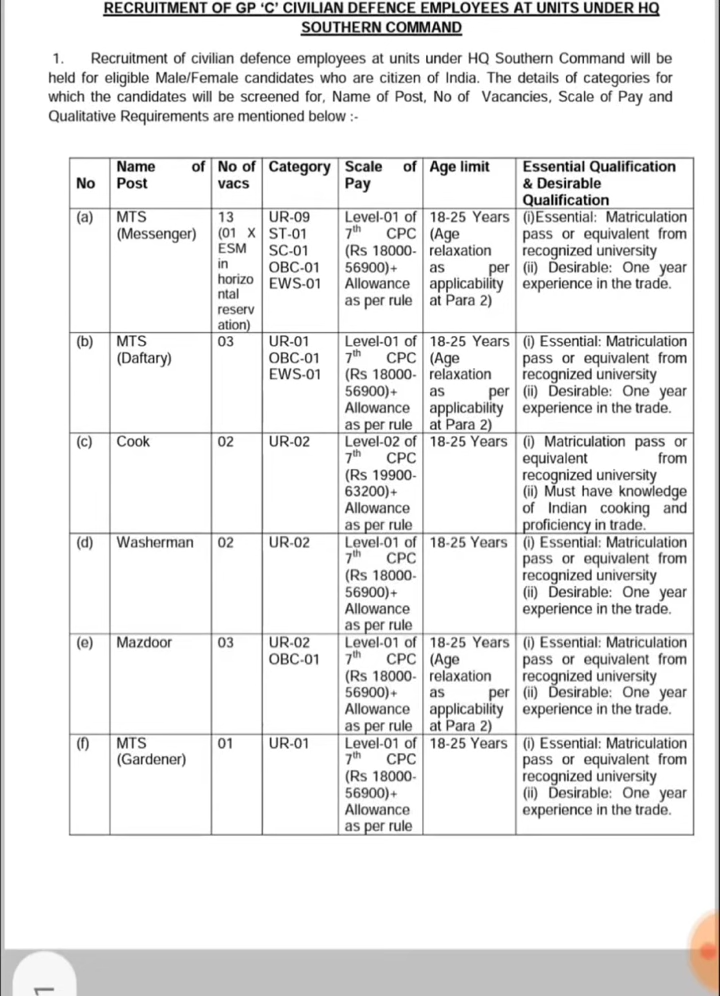 RECRUITMENT OF GP 'C' CIVILIAN DEFENCE EMPLOYEES AT UNITS UNDER HQ
SOUTHERN COMMAND
1. Recruitment of civilian defence employees at units under HQ Southern Command will be
held for eligible Male/Female candidates who are citizen of India. The details of categories for
which the candidates will be screened for, Name of Post, No of Vacancies, Scale of Pay and
Qualitative Requirements are mentioned below :-
No
Name of
Post
No of
vacs
Category
Scale of
Pay
Age limit
Essential Qualification
& Desirable
Qualification
(a)
MTS
(Messenger)
13
(01 X
ESM
in
horizo
ntal
reserv
ation)
UR-09
ST-01
SC-01
OBC-01
EWS-01
Level-01 of
7th CPC
(Rs 18000-
56900)+
Allowance
as per rule
18-25 Years
(Age
relaxation
as per
applicability
at Para 2)
(i)Essential: Matriculation
pass or equivalent from
recognized university
(ii) Desirable: One year
experience in the trade.
(b)
MTS
(Daftary)
03
UR-01
OBC-01
EWS-01
Level-01 of
7th CPC
(Rs 18000-
56900)+
Allowance
as per rule
18-25 Years
(Age
relaxation
as per
applicability
at Para 2)
(i) Essential: Matriculation
pass or equivalent from
recognized university
(ii) Desirable: One year
experience in the trade.
(c)
Cook
02
UR-02
Level-02 of
7th CPC
(Rs 19900-
63200)+
Allowance
as per rule
18-25 Years
(i) Matriculation pass or
equivalent from
recognized university
(ii) Must have knowledge
of Indian cooking and
proficiency in trade.
(d)
Washerman
02
UR-02
Level-01 of
7th CPC
(Rs 18000-
56900)+
Allowance
as per rule
18-25 Years
(i) Essential: Matriculation
pass or equivalent from
recognized university
(ii) Desirable: One year
experience in the trade.
(e)
Mazdoor
03
UR-02
OBC-01
Level-01 of
7th CPC
(Rs 18000-
56900)+
Allowance
as per rule
18-25 Years
(Age
relaxation
as per
applicability
at Para 2)
(i) Essential: Matriculation
pass or equivalent from
recognized university
(ii) Desirable: One year
experience in the trade.
(f)
MTS
(Gardener)
01
UR-01
Level-01 of
7th CPC
(Rs 18000-
56900)+
Allowance
as per rule
18-25 Years
(i) Essential: Matriculation
pass or equivalent from
recognized university
(ii) Desirable: One year
experience in the trade.